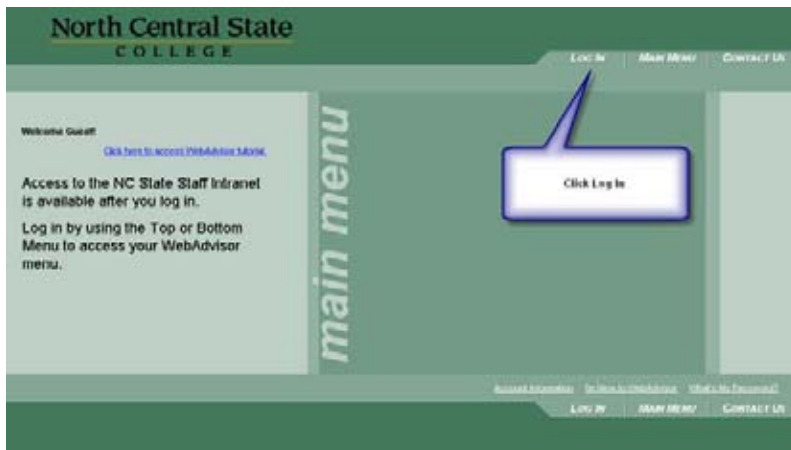 North Central State
COLLEGE
LOG IN MAIN MENU CONTACT US
Welcome Guest!
Click here to access WebAdvisor tutorial.
Access to the NC State Staff Intranet
is available after you log in.
Log in by using the Top or Bottom
Menu to access your WebAdvisor
menu.
main menu
Click Log In
Account Information I'm New to WebAdvisor What's My Password?
LOG IN MAIN MENU CONTACT US